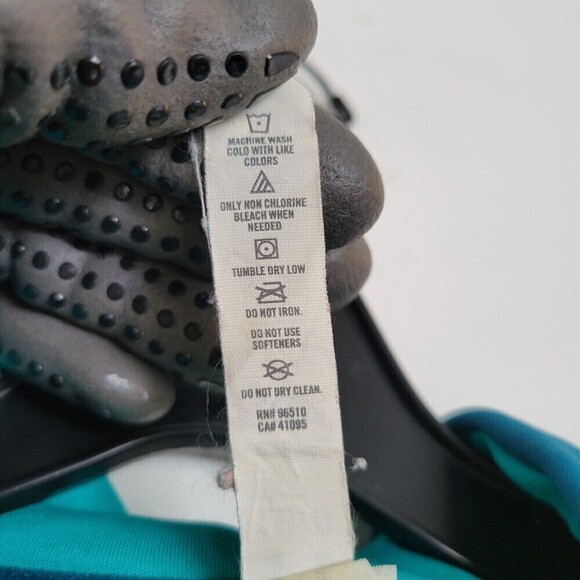 MACHINE WASH
COLD WITH LIKE
COLORS
ONLY NON CHLORINE
BLEACH WHEN
NEEDED
TUMBLE DRY LOW
DO NOT IRON.
DO NOT USE
SOFTENERS
DO NOT DRY CLEAN.
RN# 96510
CA# 41095